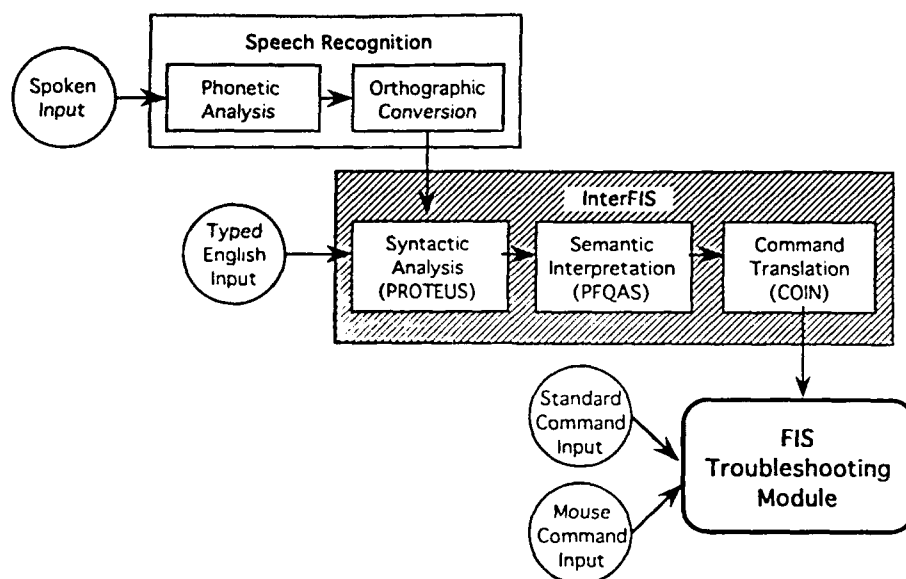 Speech Recognition
Spoken
Input
Phonetic
Analysis
Orthographic
Conversion
InterFIS
Typed
English
Input
Syntactic
Analysis
(PROTEUS)
Semantic
Interpretation
(PFQAS)
Command
Translation
(COIN)
Standard
Command
Input
FIS
Troubleshooting
Module
Mouse
Command
Input